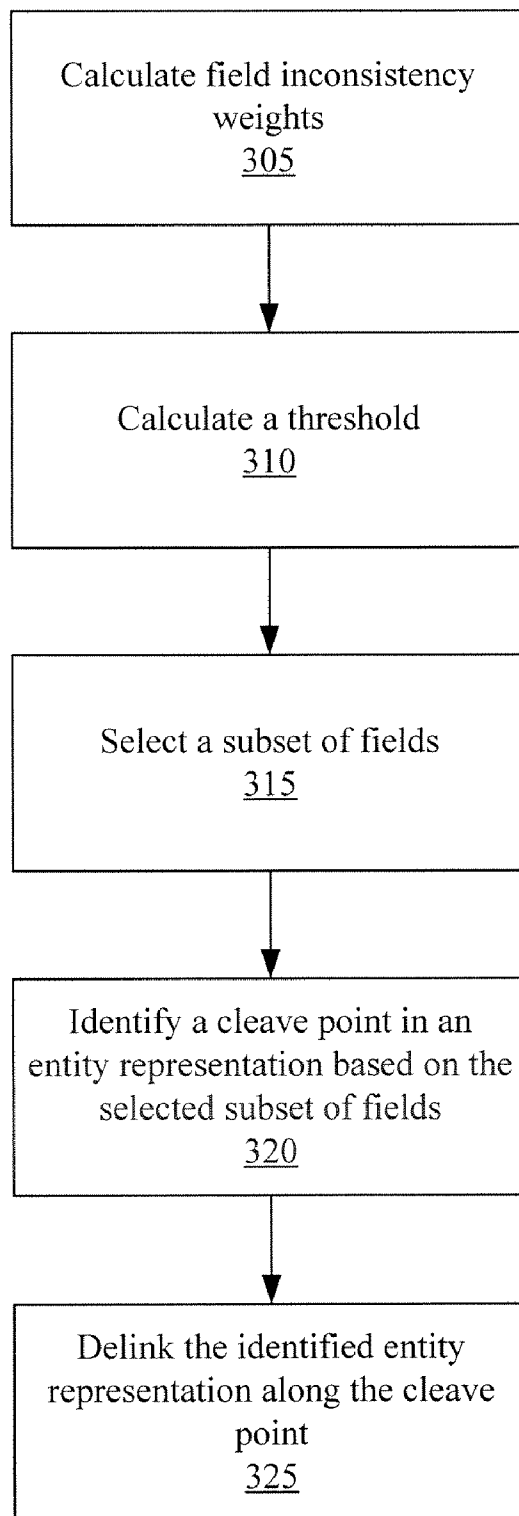 Calculate field inconsistency
weights
305
Calculate a threshold
310
Select a subset of fields
315
Identify a cleave point in an
entity representation based on the
selected subset of fields
320
Delink the identified entity
representation along the cleave
point
325